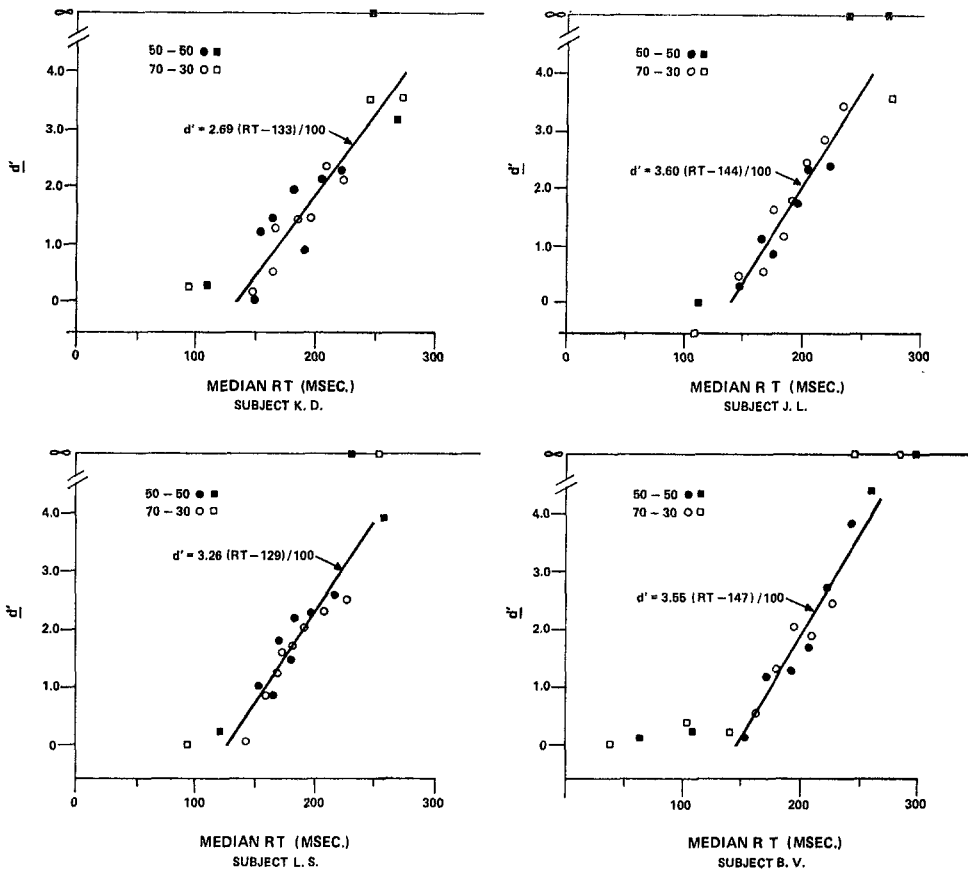 ∞
50 – 50 ● ■
70 – 30 ○ □
4.0
3.0
2.0
1.0
0
d'
d' = 2.69 (RT–133)/100
0 100 200 300
MEDIAN RT (MSEC.)
SUBJECT K. D.
∞
50 – 50 ● ■
70 – 30 ○ □
4.0
3.0
2.0
1.0
0
d'
d' = 3.60 (RT–144)/100
0 100 200 300
MEDIAN R T (MSEC.)
SUBJECT J. L.
∞
50 – 50 ● ■
70 – 30 ○ □
4.0
3.0
2.0
1.0
0
d'
d' = 3.26 (RT–129)/100
0 100 200 300
MEDIAN RT (MSEC.)
SUBJECT L. S.
∞
50 – 50 ● ■
70 – 30 ○ □
4.0
3.0
2.0
1.0
0
d'
d' = 3.55 (RT–147)/100
0 100 200 300
MEDIAN R T (MSEC.)
SUBJECT B. V.